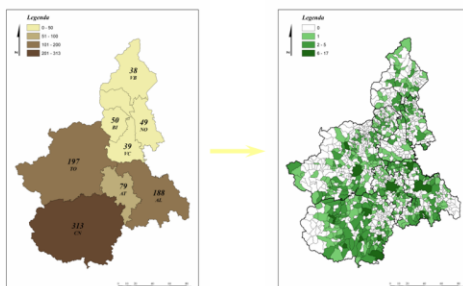 Legenda
0 - 50
51 - 100
101 - 200
201 - 313
38
VB
50
BI
49
NO
39
VC
197
TO
79
AT
188
AL
313
CN
Legenda
0
1
2 - 5
6 - 17